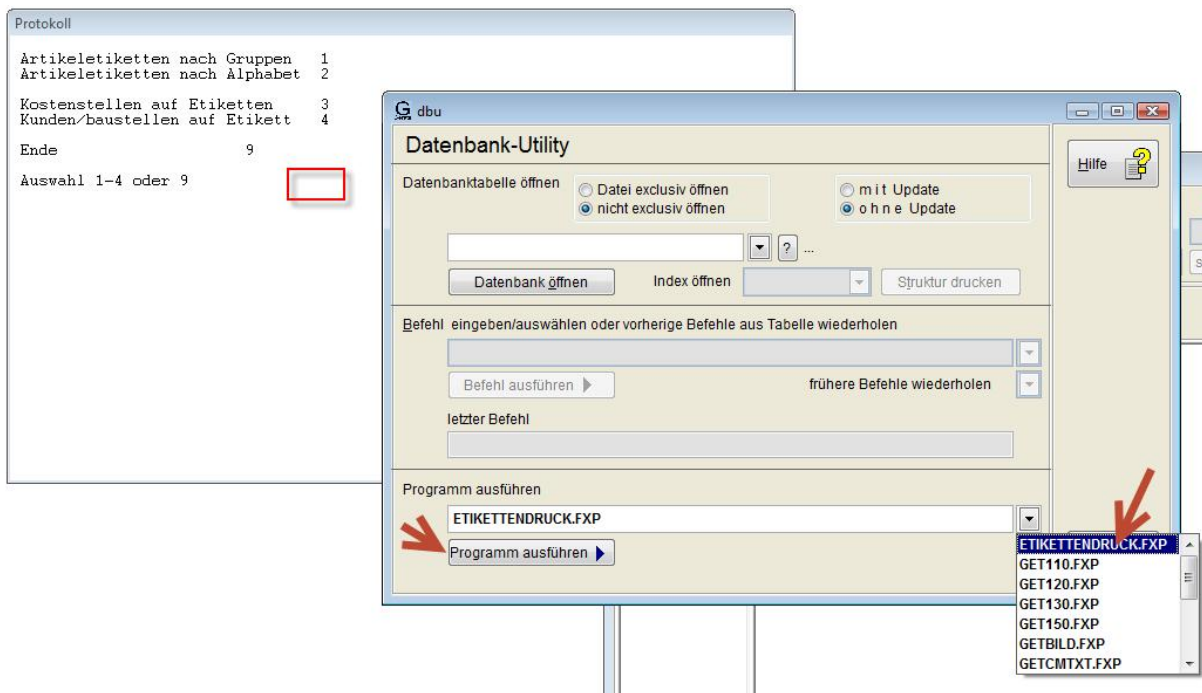 Protokoll
Artikeletiketten nach Gruppen 1
Artikeletiketten nach Alphabet 2
Kostenstellen auf Etiketten 3
Kunden/baustellen auf Etikett 4
Ende 9
Auswahl 1-4 oder 9
dbu
Datenbank-Utility
Hilfe
Datenbanktabelle öffnen
Datei exclusiv öffnen
nicht exclusiv öffnen
m i t Update
o h n e Update
? ...
Datenbank öffnen
Index öffnen
Struktur drucken
Befehl eingeben/auswählen oder vorherige Befehle aus Tabelle wiederholen
Befehl ausführen
frühere Befehle wiederholen
letzter Befehl
Programm ausführen
ETIKETTENDRUCK.FXP
Programm ausführen
ETIKETTENDRUCK.FXP
GET110.FXP
GET120.FXP
GET130.FXP
GET150.FXP
GETBILD.FXP
GETCMTXT.FXP